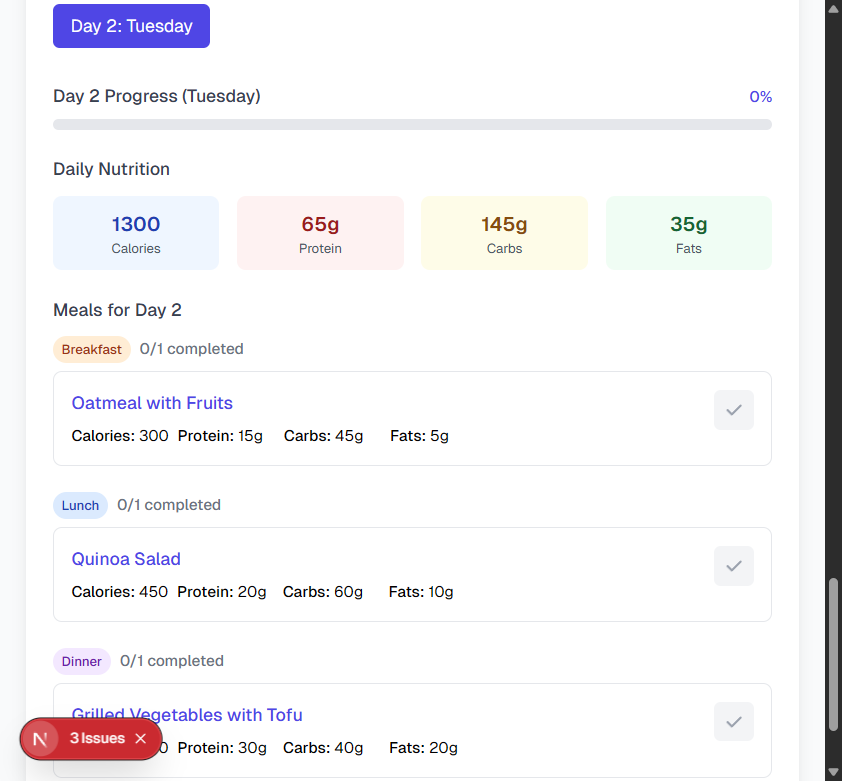 Day 2: Tuesday
Day 2 Progress (Tuesday) 0%
Daily Nutrition
1300 65g 145g 35g
Calories Protein Carbs Fats
Meals for Day 2
Breakfast 0/1 completed
Oatmeal with Fruits
Calories: 300 Protein: 15g Carbs: 45g Fats: 5g
Lunch 0/1 completed
Quinoa Salad
Calories: 450 Protein: 20g Carbs: 60g Fats: 10g
Dinner 0/1 completed
Grilled Vegetables with Tofu
N 3 Issues
0 Protein: 30g Carbs: 40g Fats: 20g